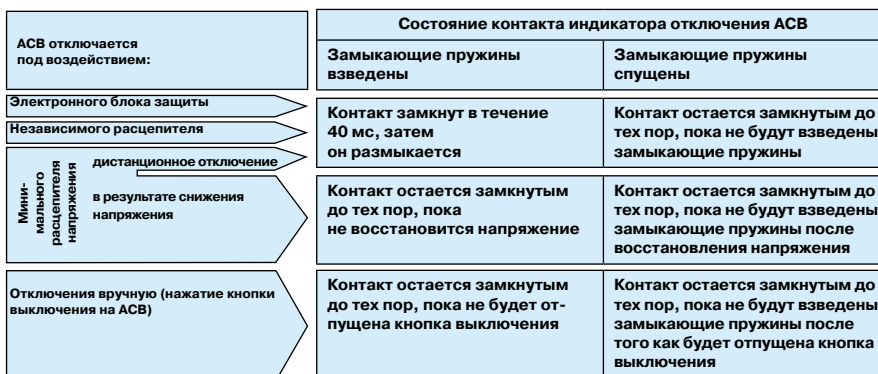 АСВ отключается
под воздействием:
Состояние контакта индикатора отключения АСВ
Замыкающие пружины
взведены
Замыкающие пружины
спущены
Электронного блока защиты
Независимого расцепителя
Мини-
мального
расцепителя
напряжения
дистанционное отключение
в результате снижения
напряжения
Контакт замкнут в течение
40 мс, затем
он размыкается
Контакт остается замкнутым до
тех пор, пока не будут взведены
замыкающие пружины
Контакт остается замкнутым
до тех пор, пока
не восстановится напряжение
Контакт остается замкнутым до
тех пор, пока не будут взведены
замыкающие пружины после
восстановления напряжения
Отключения вручную (нажатие кнопки
выключения на АСВ)
Контакт остается замкнутым
до тех пор, пока не будет от-
пущена кнопка выключения
Контакт остается замкнутым до
тех пор, пока не будут взведены
замыкающие пружины после
того как будет отпущена кнопка
выключения